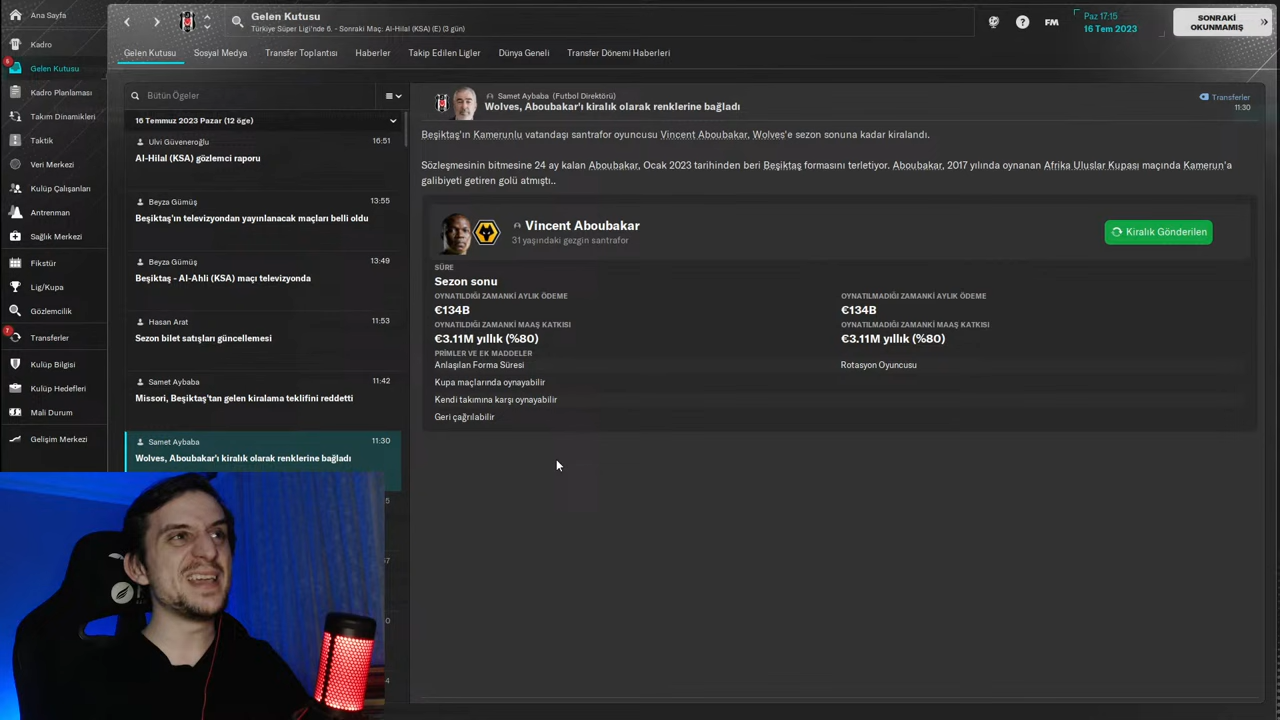 Ana Sayfa
Kadro
6
Gelen Kutusu
Kadro Planlaması
Takım Dinamikleri
Taktik
Veri Merkezi
Kulüp Çalışanları
Antrenman
Sağlık Merkezi
Fikstür
Lig/Kupa
Gözlemcilik
7
Transferler
Kulüp Bilgisi
Kulüp Hedefleri
Mali Durum
Gelişim Merkezi
Gelen Kutusu
Türkiye Süper Ligi'nde 6. - Sonraki Maç: Al-Hilal (KSA) (E) (3 gün)
?
FM
Paz 17:15
16 Tem 2023
SONRAKİ
OKUNMAMIŞ
Gelen Kutusu
Sosyal Medya
Transfer Toplantısı
Haberler
Takip Edilen Ligler
Dünya Geneli
Transfer Dönemi Haberleri
Bütün Ögeler
16 Temmuz 2023 Pazar (12 öge)
Ulvi Güveneroğlu 16:51
Al-Hilal (KSA) gözlemci raporu
Beyza Gümüş 13:55
Beşiktaş'ın televizyondan yayınlanacak maçları belli oldu
Beyza Gümüş 13:49
Beşiktaş - Al-Ahli (KSA) maçı televizyonda
Hasan Arat 11:53
Sezon bilet satışları güncellemesi
Samet Aybaba 11:42
Missori, Beşiktaş'tan gelen kiralama teklifini reddetti
Samet Aybaba 11:30
Wolves, Aboubakar'ı kiralık olarak renklerine bağladı
Samet Aybaba (Futbol Direktörü)
Wolves, Aboubakar'ı kiralık olarak renklerine bağladı
Transferler
11:30
Beşiktaş'ın Kamerunlu vatandaşı santrafor oyuncusu Vincent Aboubakar, Wolves'e sezon sonuna kadar kiralandı.
Sözleşmesinin bitmesine 24 ay kalan Aboubakar, Ocak 2023 tarihinden beri Beşiktaş formasını terletiyor. Aboubakar, 2017 yılında oynanan Afrika Uluslar Kupası maçında Kamerun'a
galibiyeti getiren golü atmıştı..
Vincent Aboubakar
31 yaşındaki gezgin santrafor
Kiralık Gönderilen
SÜRE
Sezon sonu
OYNATILDIĞI ZAMANKİ AYLIK ÖDEME
€134B
OYNATILDIĞI ZAMANKİ MAAŞ KATKISI
€3.11M yıllık (%80)
OYNATILMADIĞI ZAMANKİ AYLIK ÖDEME
€134B
OYNATILMADIĞI ZAMANKİ MAAŞ KATKISI
€3.11M yıllık (%80)
PRİMLER VE EK MADDELER
Anlaşılan Forma Süresi
Rotasyon Oyuncusu
Kupa maçlarında oynayabilir
Kendi takımına karşı oynayabilir
Geri çağrılabilir